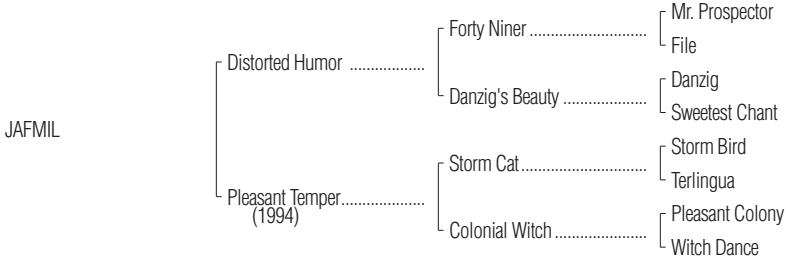 Mr. Prospector
Forty Niner ............................
File
Distorted Humor ..................
Danzig
Danzig's Beauty ....................
Sweetest Chant
JAFMIL
Storm Bird
Storm Cat..............................
Terlingua
Pleasant Temper....................
(1994)
Pleasant Colony
Colonial Witch ......................
Witch Dance